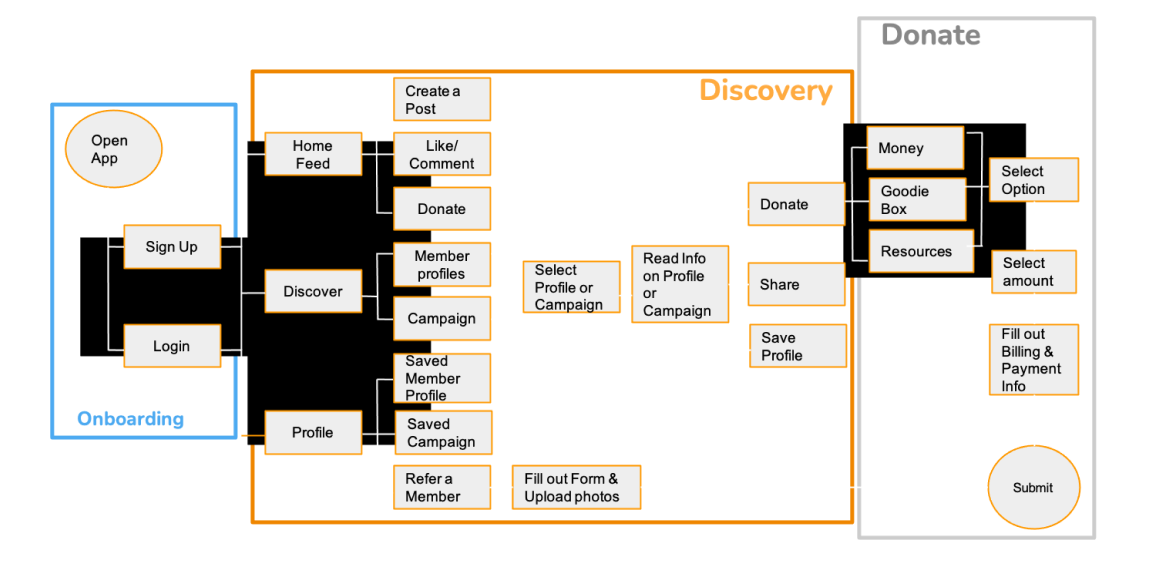 Donate
Discovery
Open
App
Sign Up
Login
Onboarding
Home
Feed
Discover
Profile
Create a
Post
Like/
Comment
Donate
Member
profiles
Campaign
Saved
Member
Profile
Saved
Campaign
Refer a
Member
Fill out Form &
Upload photos
Select
Profile or
Campaign
Read Info
on Profile
or
Campaign
Donate
Share
Save
Profile
Money
Goodie
Box
Resources
Select
Option
Select
amount
Fill out
Billing &
Payment
Info
Submit